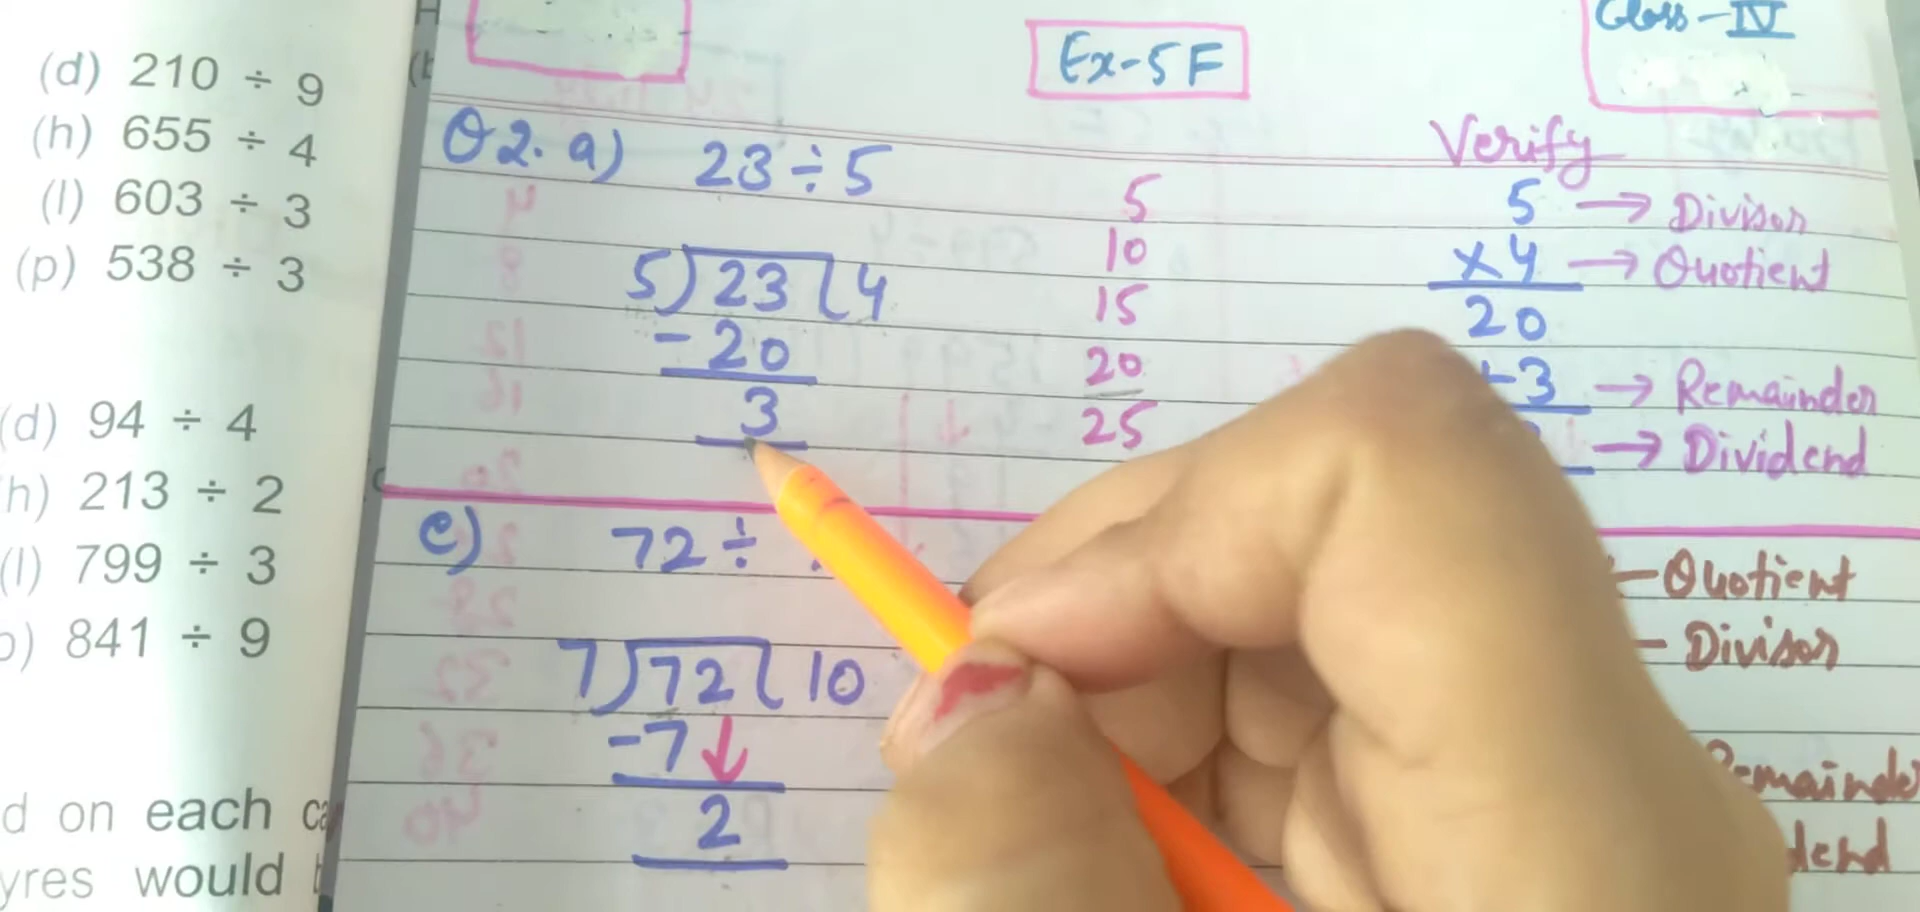 (d) 210 ÷ 9
(h) 655 ÷ 4
(l) 603 ÷ 3
(p) 538 ÷ 3
(d) 94 ÷ 4
h) 213 ÷ 2
(l) 799 ÷ 3
841 ÷ 9
d on each
yres would
Ex-5F
Class-IV
Q2. a) 23÷5
Verify
5) 23 ( 4
-20
3
5
10
15
20
25
5 → Divisor
x4 → Quotient
20
+3 → Remainder
→ Dividend
c) 72 ÷
7) 72 ( 10
-7 ↓
2
Quotient
- Divisor